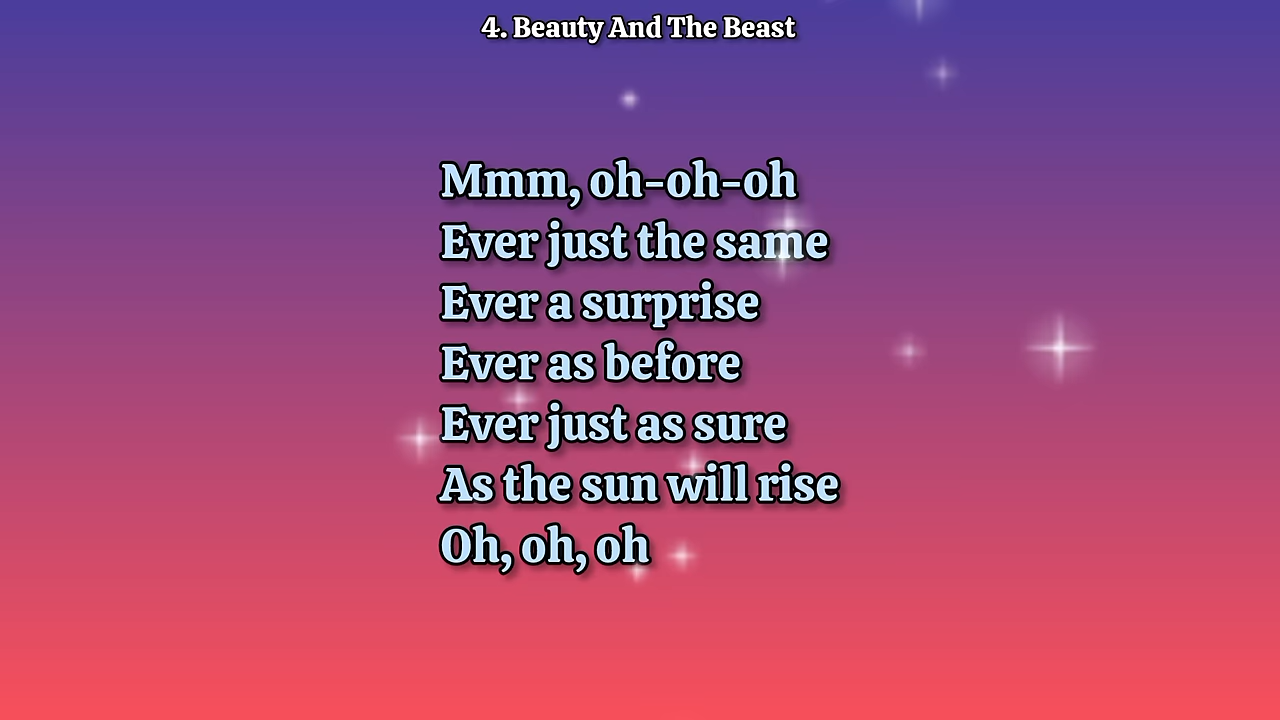 4. Beauty And The Beast
Mmm, oh-oh-oh
Ever just the same
Ever a surprise
Ever as before
Ever just as sure
As the sun will rise
Oh, oh, oh